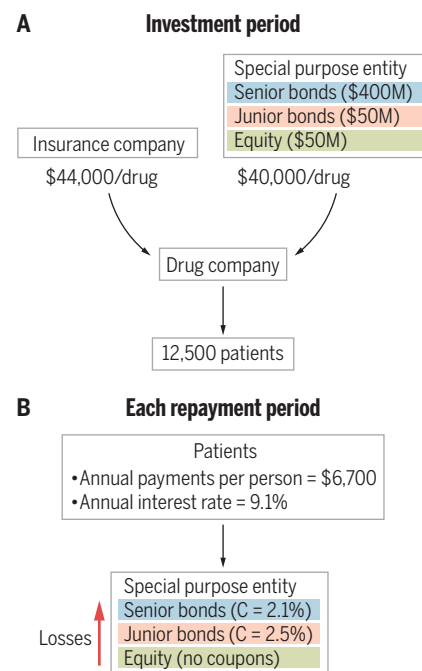 A Investment period
Special purpose entity
Senior bonds ($400M)
Junior bonds ($50M)
Equity ($50M)
Insurance company
$44,000/drug
$40,000/drug
Drug company
12,500 patients
B Each repayment period
Patients
•Annual payments per person = $6,700
•Annual interest rate = 9.1%
Special purpose entity
Senior bonds (C = 2.1%)
Junior bonds (C = 2.5%)
Equity (no coupons)
Losses